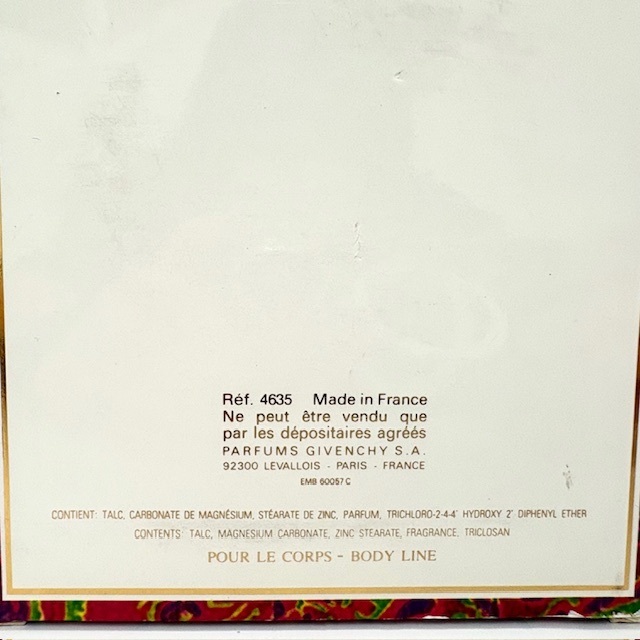 Réf. 4635 Made in France
Ne peut être vendu que
par les dépositaires agréés
PARFUMS GIVENCHY S.A.
92300 LEVALLOIS - PARIS - FRANCE
EMB 60057 C
CONTIENT: TALC, CARBONATE DE MAGNÉSIUM, STÉARATE DE ZINC, PARFUM, TRICHLORO-2-4-4' HYDROXY 2' DIPHENYL ETHER
CONTENTS: TALC, MAGNESIUM CARBONATE, ZINC STEARATE, FRAGRANCE, TRICLOSAN
POUR LE CORPS - BODY LINE